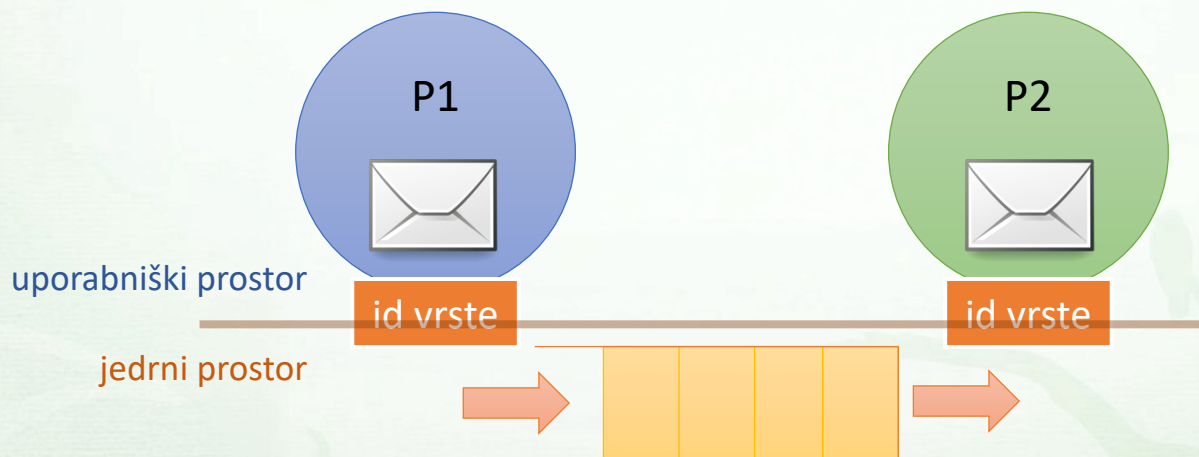 P1
P2
uporabniški prostor
id vrste
id vrste
jedrni prostor